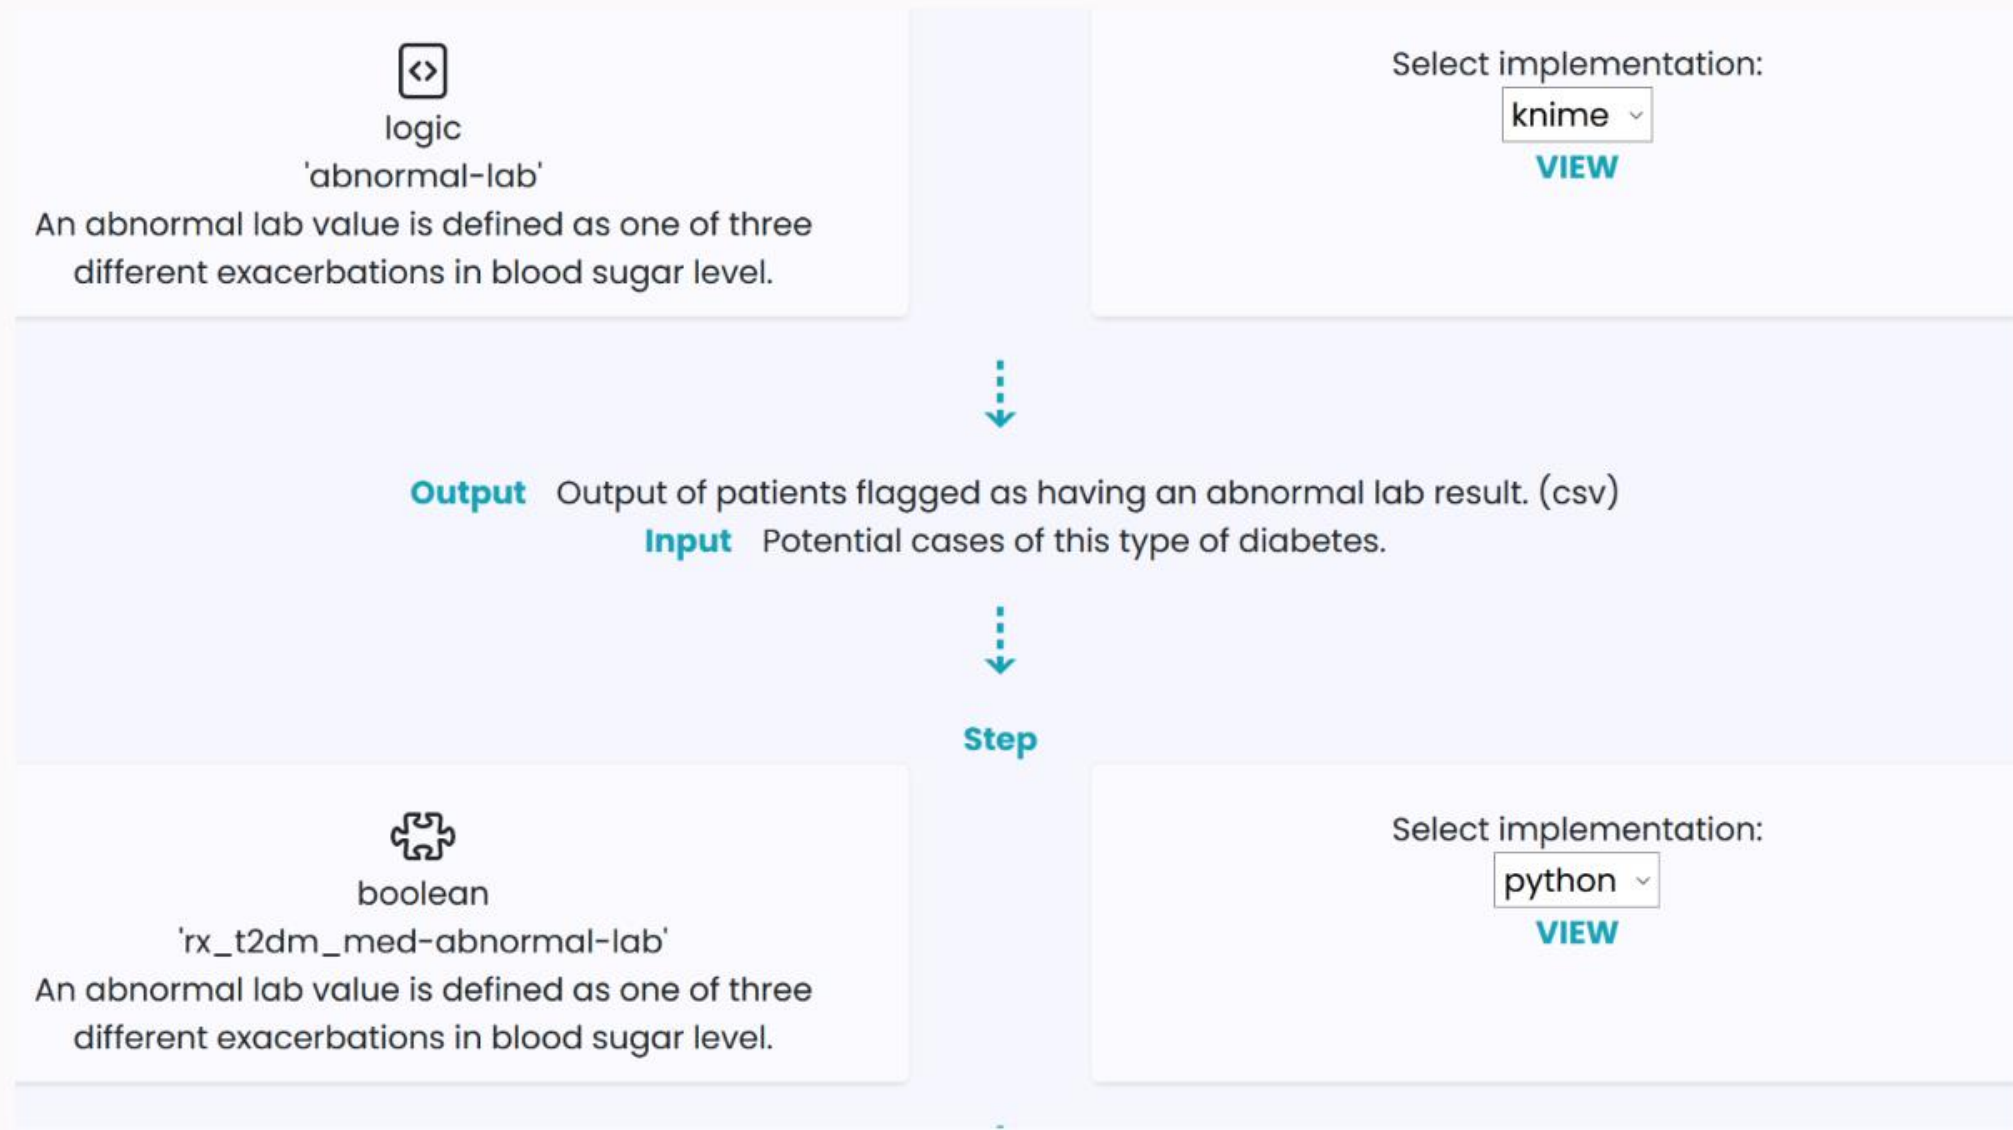 logic
'abnormal-lab'
An abnormal lab value is defined as one of three
different exacerbations in blood sugar level.
Select implementation:
knime
VIEW
Output Output of patients flagged as having an abnormal lab result. (csv)
Input Potential cases of this type of diabetes.
Step
boolean
'rx_t2dm_med-abnormal-lab'
An abnormal lab value is defined as one of three
different exacerbations in blood sugar level.
Select implementation:
python
VIEW